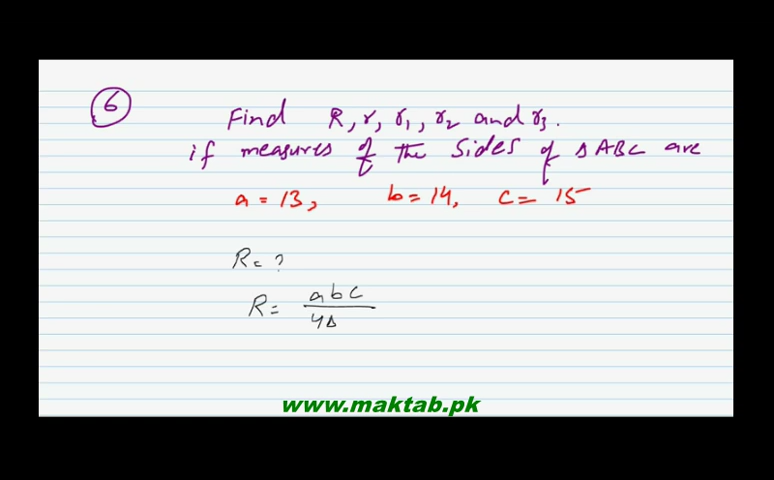 6
Find R, r, r1, r2 and r3.
if measures of the Sides of Δ ABC are
a = 13, b = 14, c = 15
R = ?
R = abc / 4Δ
www.maktab.pk